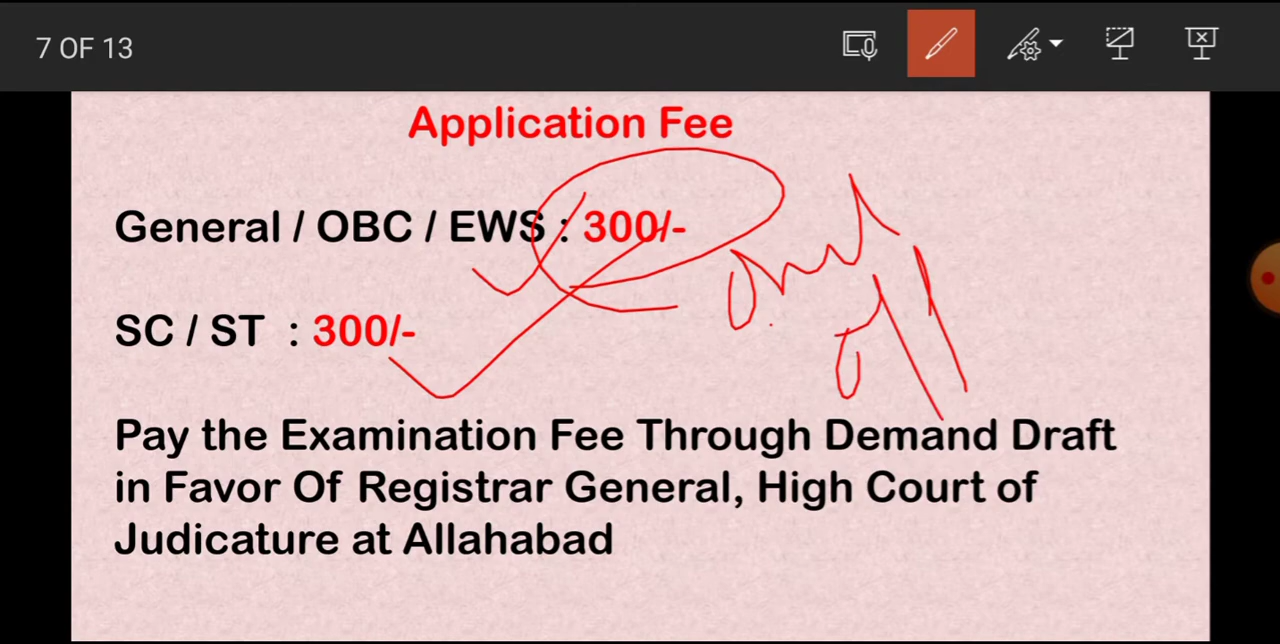 7 OF 13
Application Fee
General / OBC / EWS : 300/-
SC / ST : 300/-
Pay the Examination Fee Through Demand Draft
in Favor Of Registrar General, High Court of
Judicature at Allahabad